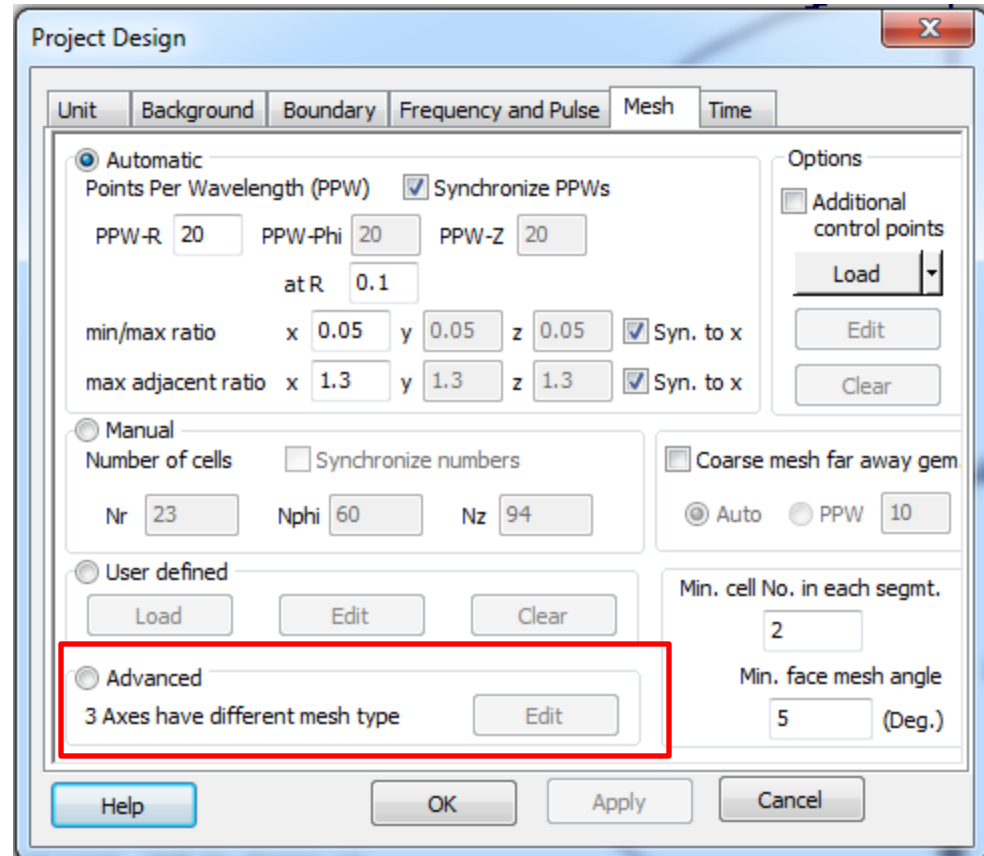 Project Design
Unit Background Boundary Frequency and Pulse Mesh Time
Automatic
Points Per Wavelength (PPW) Synchronize PPWs
PPW-R 20 PPW-Phi 20 PPW-Z 20
at R 0.1
min/max ratio x 0.05 y 0.05 z 0.05 Syn. to x
max adjacent ratio x 1.3 y 1.3 z 1.3 Syn. to x
Options
Additional
control points
Load
Edit
Clear
Manual
Number of cells Synchronize numbers
Nr 23 Nphi 60 Nz 94
Coarse mesh far away gem.
Auto PPW 10
User defined
Load Edit Clear
Min. cell No. in each segmt.
2
Advanced
3 Axes have different mesh type Edit
Min. face mesh angle
5 (Deg.)
Help OK Apply Cancel